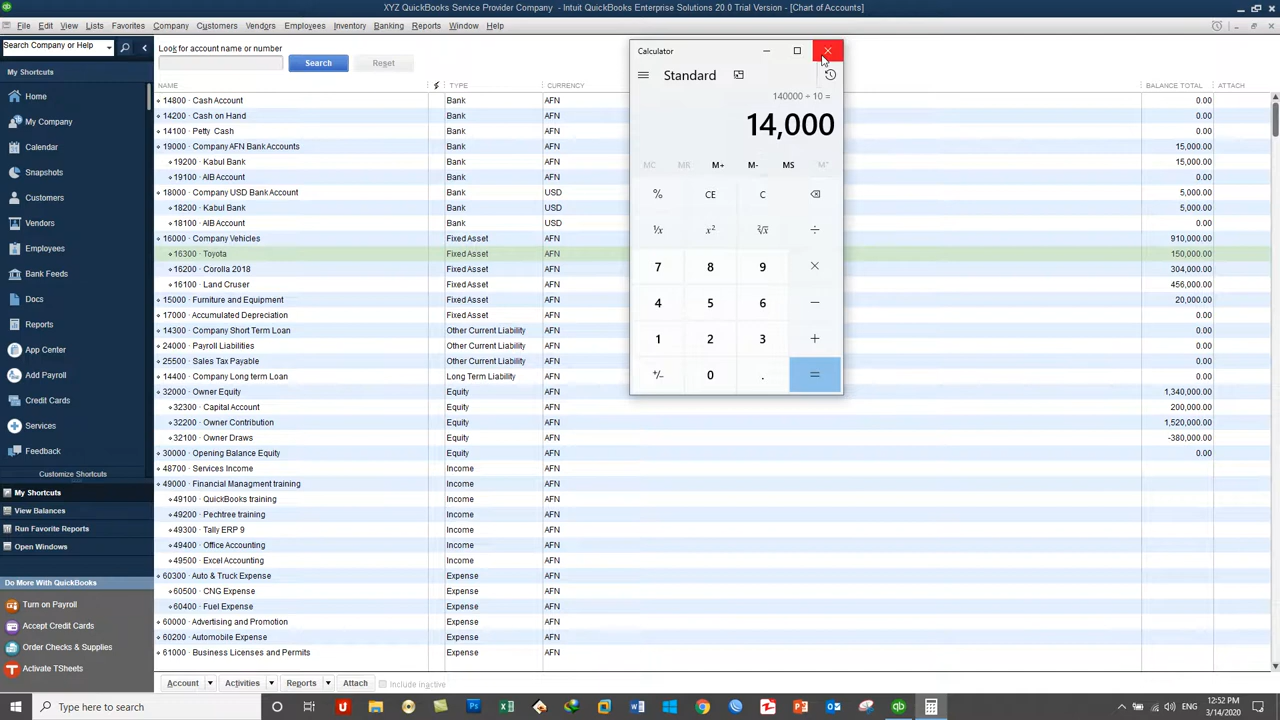 XYZ QuickBooks Service Provider Company - Intuit QuickBooks Enterprise Solutions 20.0 Trial Version - [Chart of Accounts]
File Edit View Lists Favorites Company Customers Vendors Employees Inventory Banking Reports Window Help
Search Company or Help
My Shortcuts
Home
My Company
Calendar
Snapshots
Customers
Vendors
Employees
Bank Feeds
Docs
Reports
App Center
Add Payroll
Credit Cards
Services
Feedback
Customize Shortcuts
My Shortcuts
View Balances
Run Favorite Reports
Open Windows
Do More With QuickBooks
Turn on Payroll
Accept Credit Cards
Order Checks & Supplies
Activate TSheets
Look for account name or number
Search Reset
NAME TYPE CURRENCY BALANCE TOTAL ATTACH
14800 · Cash Account Bank AFN 0.00
14200 · Cash on Hand Bank AFN 0.00
14100 · Petty Cash Bank AFN 0.00
19000 · Company AFN Bank Accounts Bank AFN 15,000.00
19200 · Kabul Bank Bank AFN 15,000.00
19100 · AIB Account Bank AFN 0.00
18000 · Company USD Bank Account Bank USD 5,000.00
18200 · Kabul Bank Bank USD 5,000.00
18100 · AIB Account Bank USD 0.00
16000 · Company Vehicles Fixed Asset AFN 910,000.00
16300 · Toyota Fixed Asset AFN 150,000.00
16200 · Corolla 2018 Fixed Asset AFN 304,000.00
16100 · Land Cruser Fixed Asset AFN 456,000.00
15000 · Furniture and Equipment Fixed Asset AFN 20,000.00
17000 · Accumulated Depreciation Fixed Asset AFN 0.00
14300 · Company Short Term Loan Other Current Liability AFN 0.00
24000 · Payroll Liabilities Other Current Liability AFN 0.00
25500 · Sales Tax Payable Other Current Liability AFN 0.00
14400 · Company Long term Loan Long Term Liability AFN 0.00
32000 · Owner Equity Equity AFN 1,340,000.00
32300 · Capital Account Equity AFN 200,000.00
32200 · Owner Contribution Equity AFN 1,520,000.00
32100 · Owner Draws Equity AFN -380,000.00
30000 · Opening Balance Equity Equity AFN 0.00
48700 · Services Income Income AFN
49000 · Financial Managment training Income AFN
49100 · QuickBooks training Income AFN
49200 · Pechtree training Income AFN
49300 · Tally ERP 9 Income AFN
49400 · Office Accounting Income AFN
49500 · Excel Accounting Income AFN
60300 · Auto & Truck Expense Expense AFN
60500 · CNG Expense Expense AFN
60400 · Fuel Expense Expense AFN
60000 · Advertising and Promotion Expense AFN
60200 · Automobile Expense Expense AFN
61000 · Business Licenses and Permits Expense AFN
Account Activities Reports Attach Include inactive
Calculator
Standard
140000 ÷ 10 =
14,000
MC MR M+ M- MS M˅
% CE C
¹/x x² ²√x ÷
7 8 9 ×
4 5 6 −
1 2 3 +
+/- 0 . =
Type here to search
12:52 PM
3/14/2020